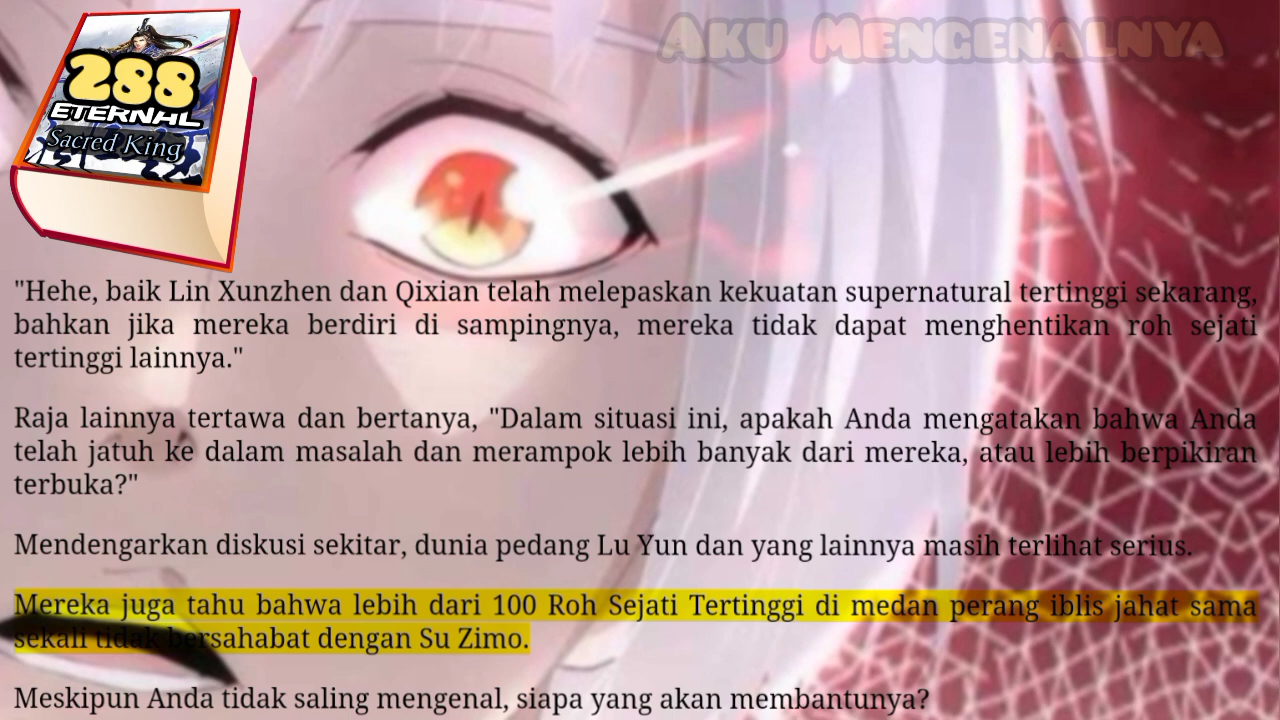 Aku Mengenalnya
288
ETERNAL
Sacred King
"Hehe, baik Lin Xunzhen dan Qixian telah melepaskan kekuatan supernatural tertinggi sekarang,
bahkan jika mereka berdiri di sampingnya, mereka tidak dapat menghentikan roh sejati
tertinggi lainnya."
Raja lainnya tertawa dan bertanya, "Dalam situasi ini, apakah Anda mengatakan bahwa Anda
telah jatuh ke dalam masalah dan merampok lebih banyak dari mereka, atau lebih berpikiran
terbuka?"
Mendengarkan diskusi sekitar, dunia pedang Lu Yun dan yang lainnya masih terlihat serius.
Mereka juga tahu bahwa lebih dari 100 Roh Sejati Tertinggi di medan perang iblis jahat sama
sekali tidak bersahabat dengan Su Zimo.
Meskipun Anda tidak saling mengenal, siapa yang akan membantunya?